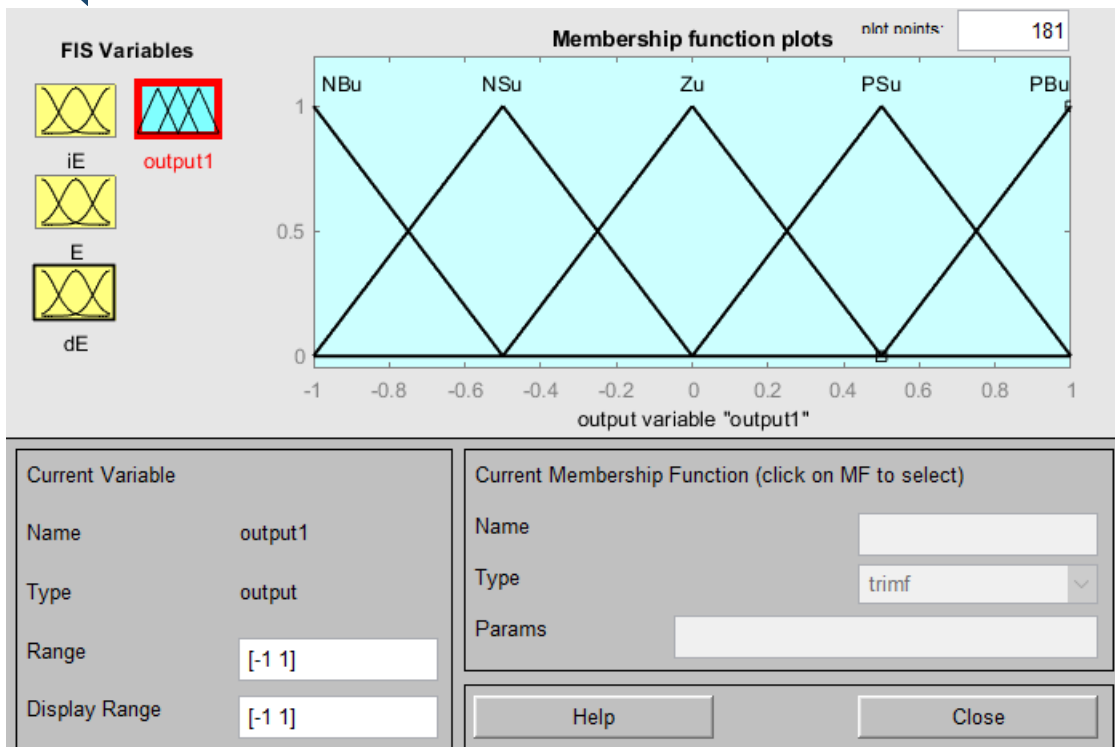 FIS Variables
iE
output1
E
dE
Membership function plots
plot points:
181
NBu
NSu
Zu
PSu
PBu
1
0.5
0
-1
-0.8
-0.6
-0.4
-0.2
0
0.2
0.4
0.6
0.8
1
output variable "output1"
Current Variable
Name
output1
Type
output
Range
[-1 1]
Display Range
[-1 1]
Current Membership Function (click on MF to select)
Name
Type
trimf
Params
Help
Close